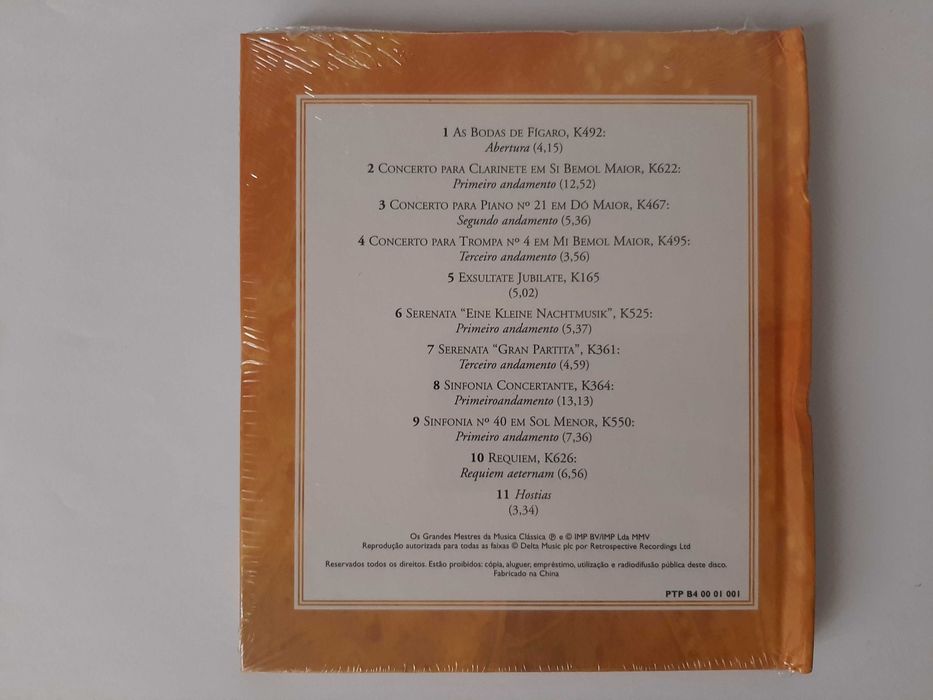 1 As Bodas de Fígaro, K492:
Abertura (4,15)
2 Concerto para Clarinete em Si Bemol Maior, K622:
Primeiro andamento (12,52)
3 Concerto para Piano nº 21 em Dó Maior, K467:
Segundo andamento (5,36)
4 Concerto para Trompa nº 4 em Mi Bemol Maior, K495:
Terceiro andamento (3,56)
5 Exsultate Jubilate, K165
(5,02)
6 Serenata “Eine Kleine Nachtmusik”, K525:
Primeiro andamento (5,37)
7 Serenata “Gran Partita”, K361:
Terceiro andamento (4,59)
8 Sinfonia Concertante, K364:
Primeiroandamento (13,13)
9 Sinfonia nº 40 em Sol Menor, K550:
Primeiro andamento (7,36)
10 Requiem, K626:
Requiem aeternam (6,56)
11 Hostias
(3,34)
Os Grandes Mestres da Musica Clássica ℗ e © IMP BV/IMP Lda MMV
Reprodução autorizada para todas as faixas © Delta Music plc por Retrospective Recordings Ltd
Reservados todos os direitos. Estão proibidos: cópia, aluguer, empréstimo, utilização e radiodifusão pública deste disco.
Fabricado na China
PTP B4 00 01 001